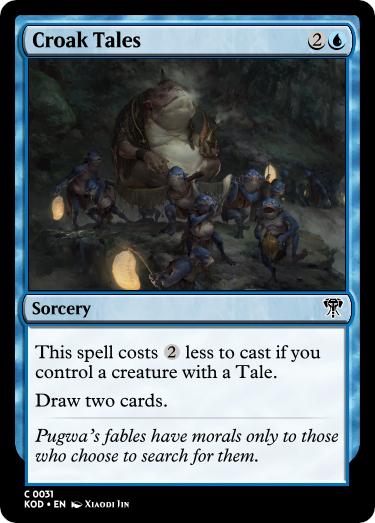 Croak Tales 2
Sorcery
This spell costs 2 less to cast if you
control a creature with a Tale.
Draw two cards.
Pugwa's fables have morals only to those
who choose to search for them.
C 0031
KOD • EN Xiaodi Jin